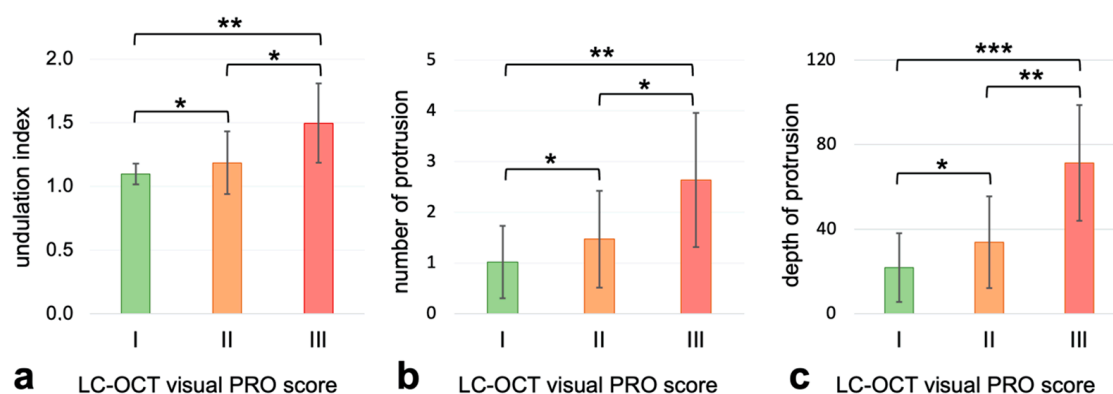 **
*
*
2.0
1.5
1.0
0.5
0.0
undulation index
I II III
a LC-OCT visual PRO score
**
*
*
5
4
3
2
1
0
number of protrusion
I II III
b LC-OCT visual PRO score
***
**
*
120
80
40
0
depth of protrusion
I II III
c LC-OCT visual PRO score